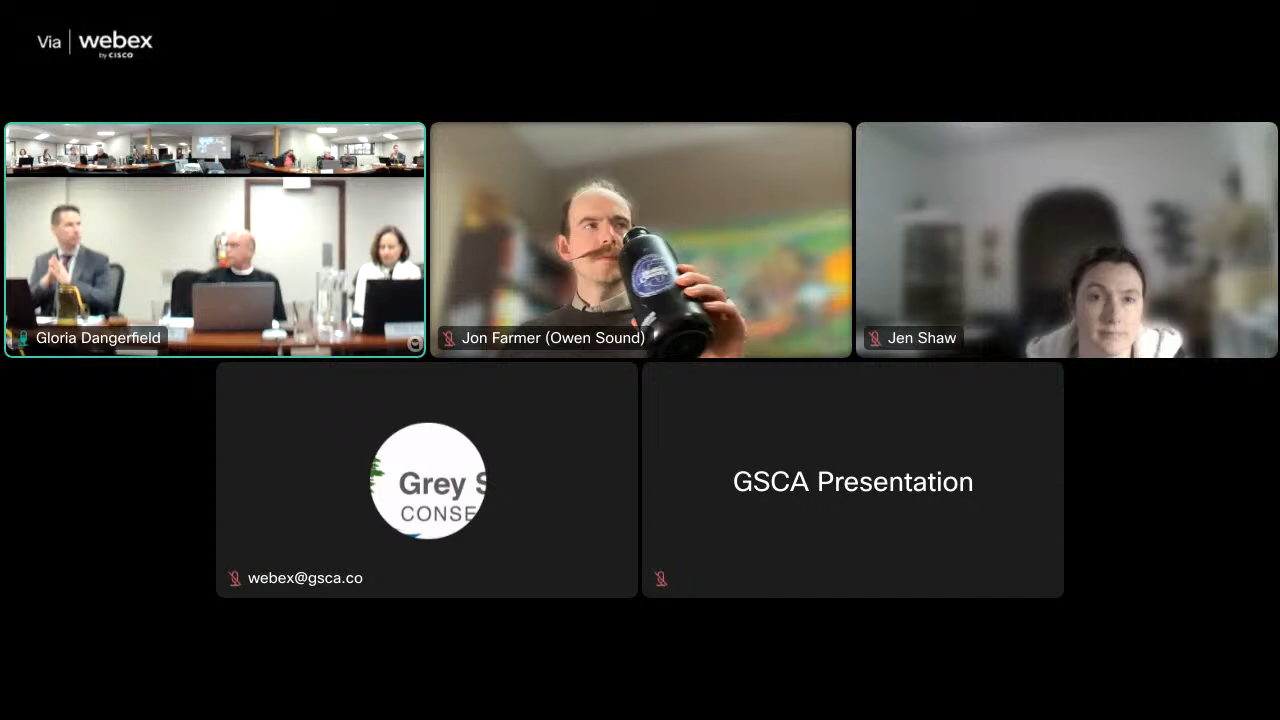 Via webex
by CISCO
Gloria Dangerfield
Jon Farmer (Owen Sound)
Jen Shaw
Grey S
CONSE
GSCA Presentation
webex@gsca.co